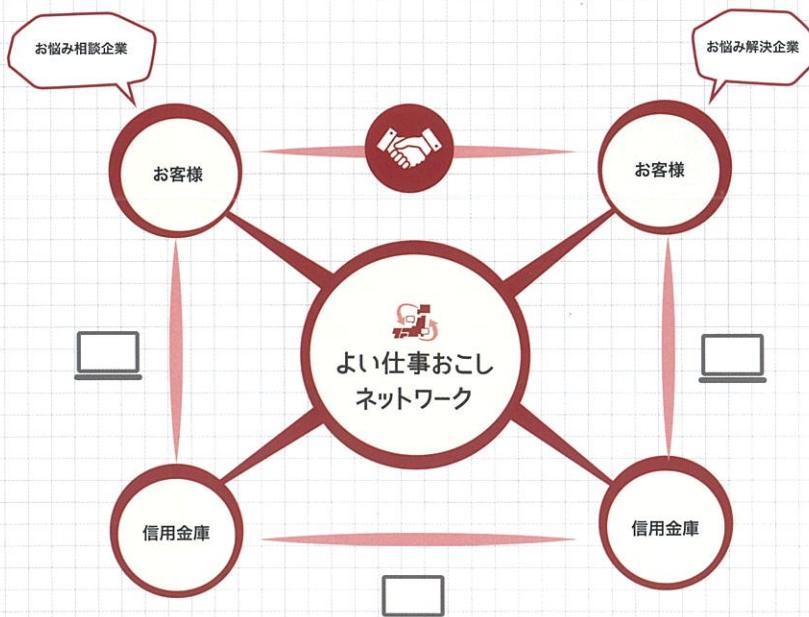 お悩み相談企業
お悩み解決企業
お客様
お客様
よい仕事おこし
ネットワーク
信用金庫
信用金庫